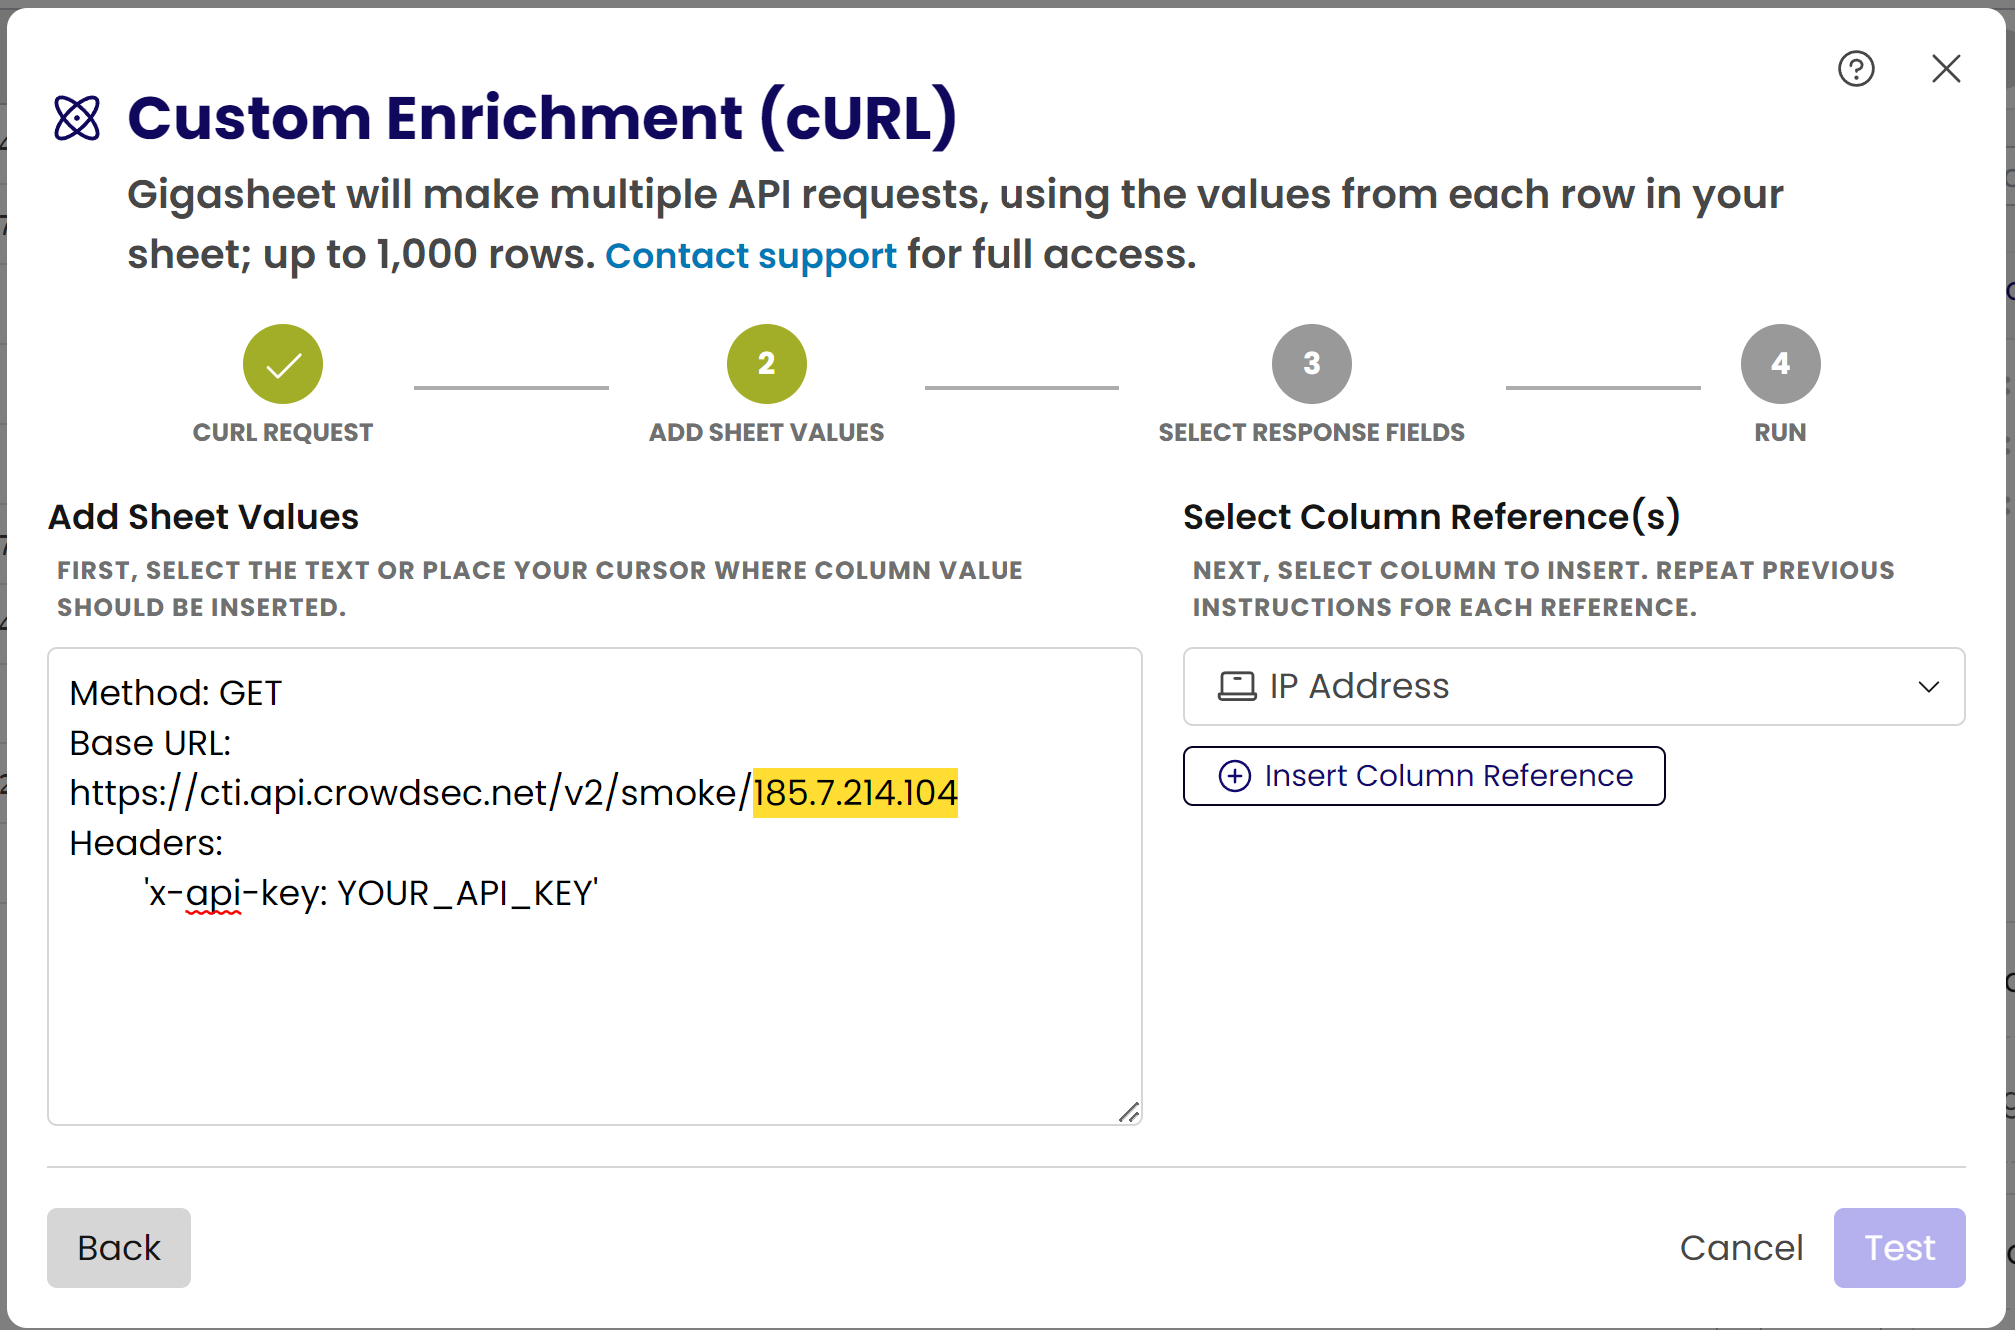 Custom Enrichment (cURL)
Gigasheet will make multiple API requests, using the values from each row in your
sheet; up to 1,000 rows. Contact support for full access.
2
3
4
CURL REQUEST
ADD SHEET VALUES
SELECT RESPONSE FIELDS
RUN
Add Sheet Values
FIRST, SELECT THE TEXT OR PLACE YOUR CURSOR WHERE COLUMN VALUE
SHOULD BE INSERTED.
Method: GET
Base URL:
https://cti.api.crowdsec.net/v2/smoke/185.7.214.104
Headers:
'x-api-key: YOUR_API_KEY'
Select Column Reference(s)
NEXT, SELECT COLUMN TO INSERT. REPEAT PREVIOUS
INSTRUCTIONS FOR EACH REFERENCE.
IP Address
Insert Column Reference
Back
Cancel
Test